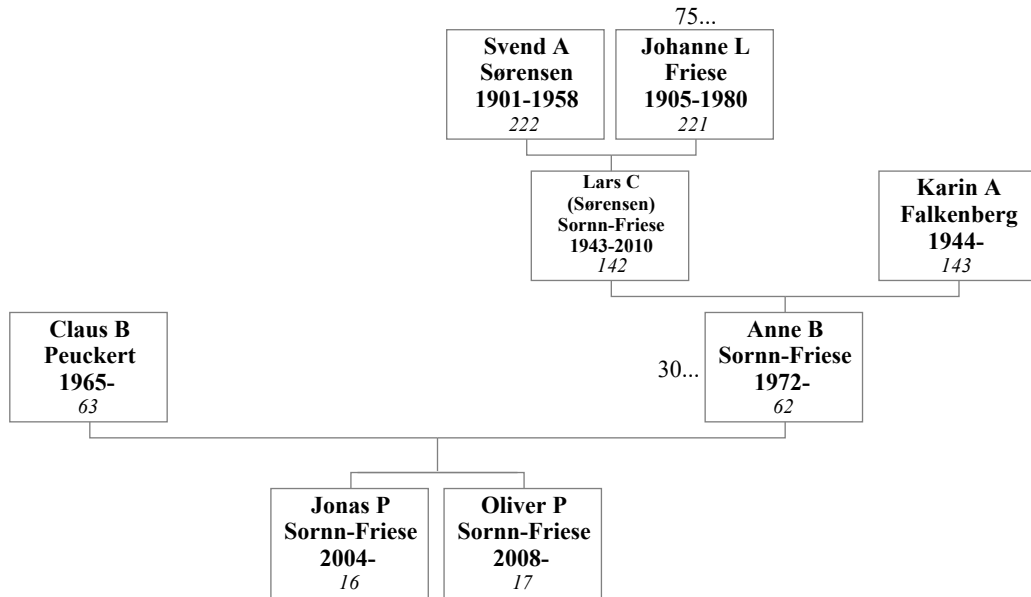 75...
Svend A
Sørensen
1901-1958
222
Johanne L
Friese
1905-1980
221
Lars C
(Sørensen)
Sornn-Friese
1943-2010
142
Karin A
Falkenberg
1944-
143
Claus B
Peuckert
1965-
63
30...
Anne B
Sornn-Friese
1972-
62
Jonas P
Sornn-Friese
2004-
16
Oliver P
Sornn-Friese
2008-
17